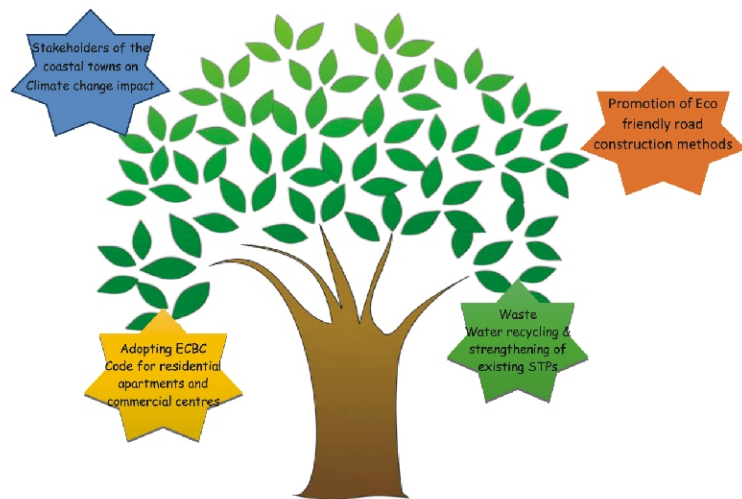 Stakeholders of the
coastal towns on
Climate change impact
Promotion of Eco
friendly road
construction methods
Adopting ECBC
Code for residential
apartments and
commercial centres
Waste
Water recycling &
strengthening of
existing STPs